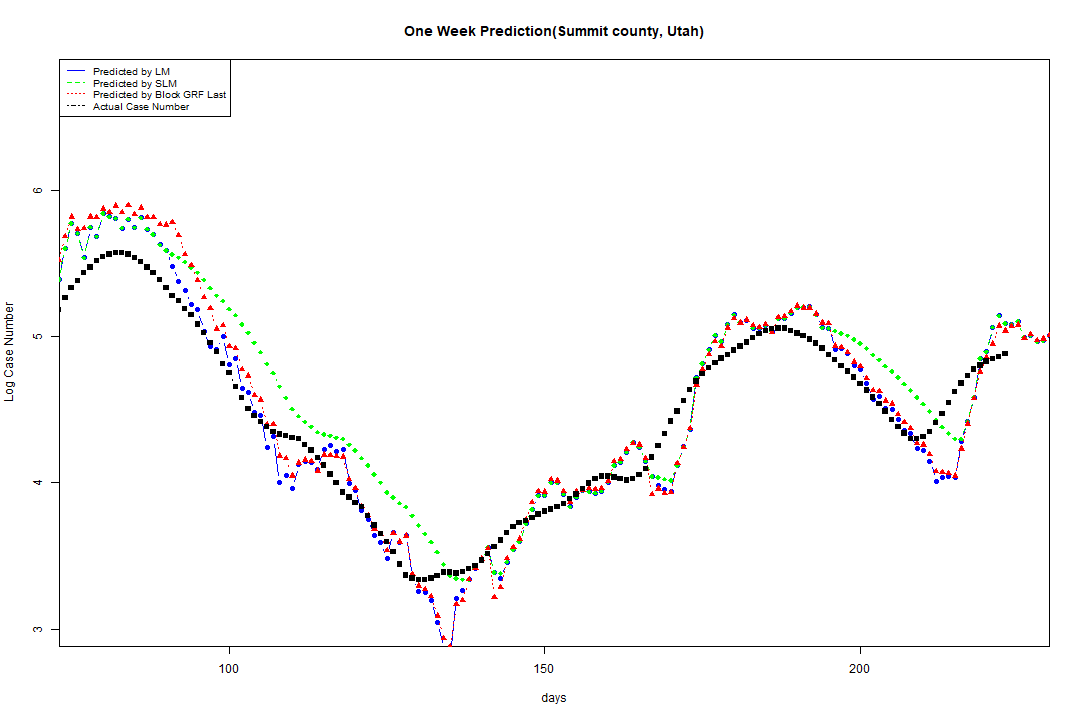 One Week Prediction(Summit county, Utah)
Predicted by LM
Predicted by SLM
Predicted by Block GRF Last
Actual Case Number
6
5
4
3
Log Case Number
100 150 200
days